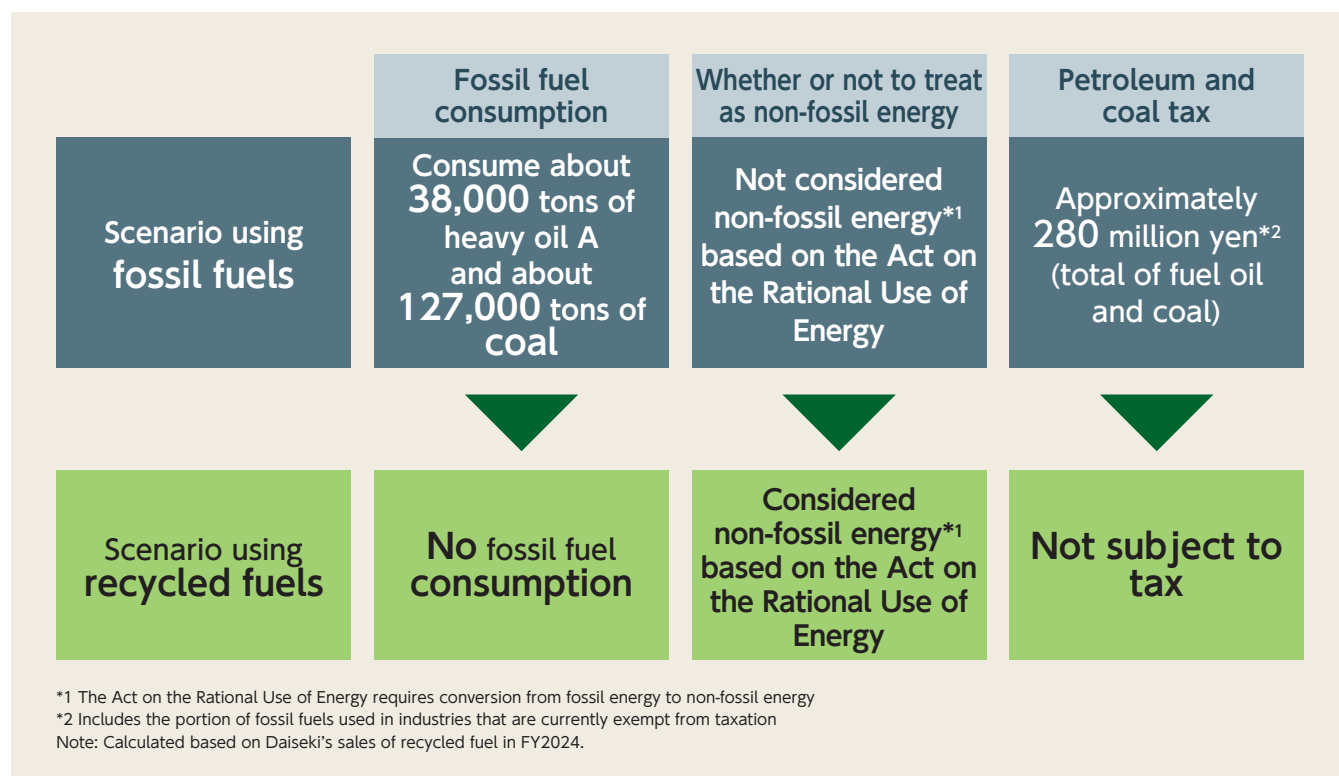 Fossil fuel
consumption
Whether or not to treat
as non-fossil energy
Petroleum and
coal tax
Scenario using
fossil fuels
Consume about
38,000 tons of
heavy oil A
and about
127,000 tons of
coal
Not considered
non-fossil energy*1
based on the Act on
the Rational Use of
Energy
Approximately
280 million yen*2
(total of fuel oil
and coal)
Scenario using
recycled fuels
No fossil fuel
consumption
Considered
non-fossil energy*1
based on the Act on
the Rational Use of
Energy
Not subject to
tax
*1 The Act on the Rational Use of Energy requires conversion from fossil energy to non-fossil energy
*2 Includes the portion of fossil fuels used in industries that are currently exempt from taxation
Note: Calculated based on Daiseki's sales of recycled fuel in FY2024.